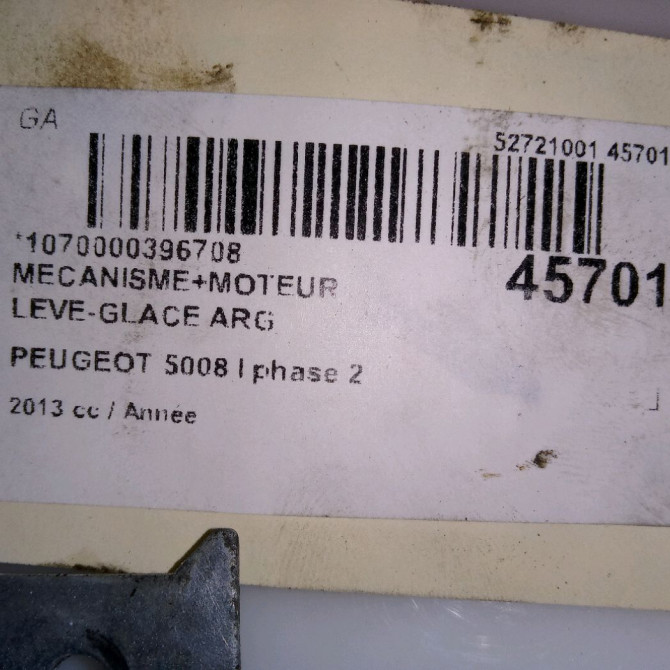 GA
52721001 45701
*1070000396708
45701
MECANISME+MOTEUR
LEVE-GLACE ARG
PEUGEOT 5008 I phase 2
2013 cc / Année